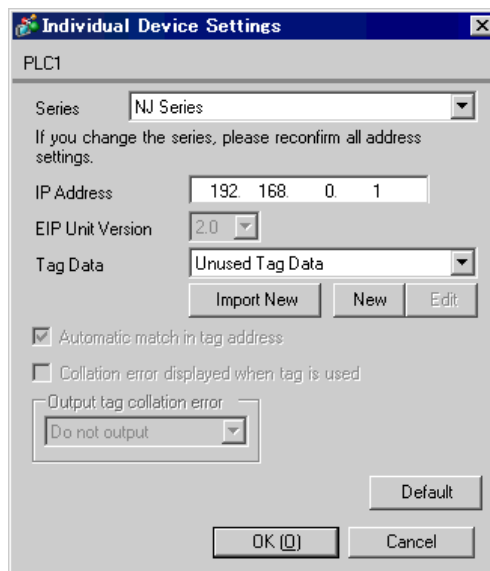 Individual Device Settings
PLC1
Series NJ Series
If you change the series, please reconfirm all address
settings.
IP Address 192. 168. 0. 1
EIP Unit Version 2.0
Tag Data Unused Tag Data
Import New New Edit
Automatic match in tag address
Collation error displayed when tag is used
Output tag collation error
Do not output
Default
OK (O) Cancel